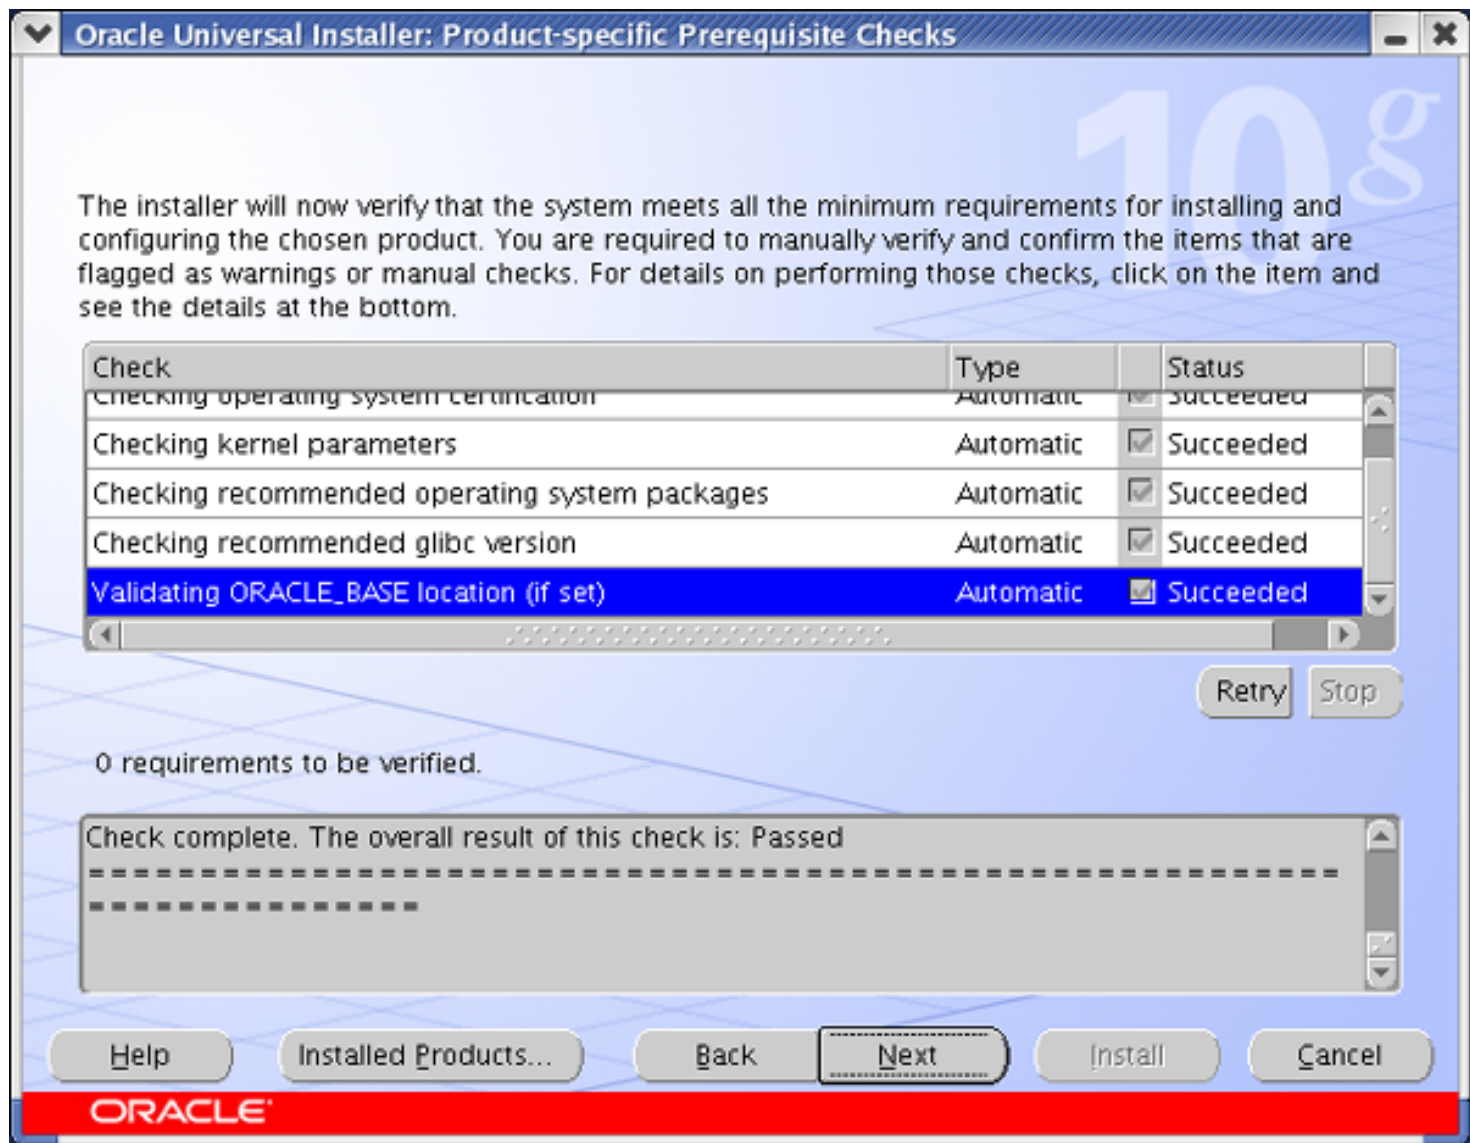 Oracle Universal Installer: Product-specific Prerequisite Checks
10g
The installer will now verify that the system meets all the minimum requirements for installing and
configuring the chosen product. You are required to manually verify and confirm the items that are
flagged as warnings or manual checks. For details on performing those checks, click on the item and
see the details at the bottom.
Check Type Status
Checking operating system certification Automatic Succeeded
Checking kernel parameters Automatic Succeeded
Checking recommended operating system packages Automatic Succeeded
Checking recommended glibc version Automatic Succeeded
Validating ORACLE_BASE location (if set) Automatic Succeeded
Retry Stop
0 requirements to be verified.
Check complete. The overall result of this check is: Passed
========================================================
===============
Help Installed Products... Back Next Install Cancel
ORACLE